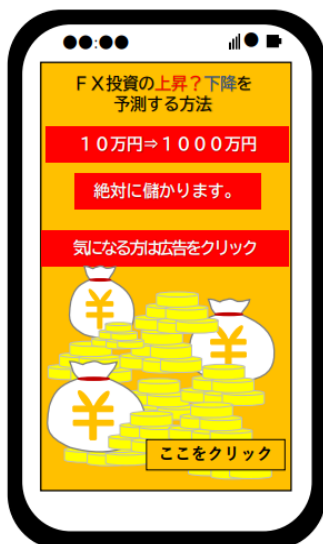 ●●:●●
ＦＸ投資の上昇？下降を
予測する方法
１０万円⇒１０００万円
絶対に儲かります。
気になる方は広告をクリック
¥
¥
¥
ここをクリック